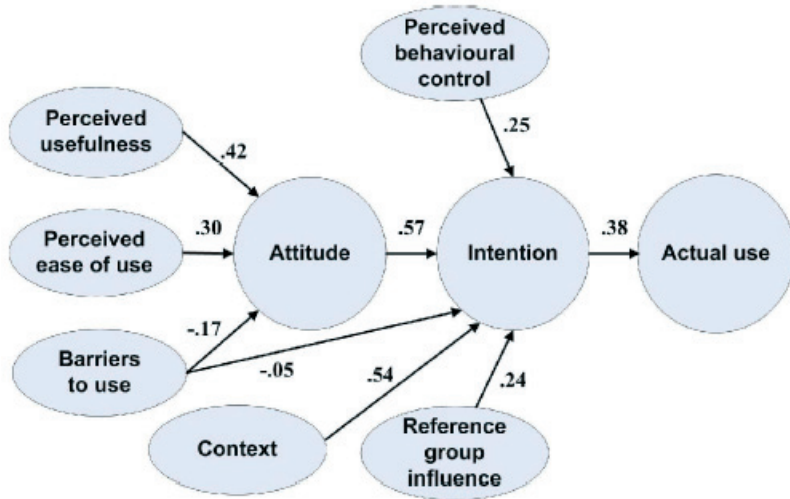 Perceived
behavioural
control
Perceived
usefulness
.25
.42
Perceived
ease of use
.30
Attitude
.57
Intention
.38
Actual use
-.17
Barriers
to use
-.05
.54
.24
Context
Reference
group
influence